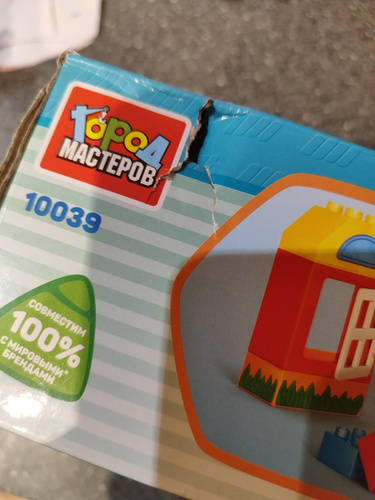 Город
МАСТЕРОВ
10039
СОВМЕСТИМ
100%
С МИРОВЫМИ*
БРЕНДАМИ